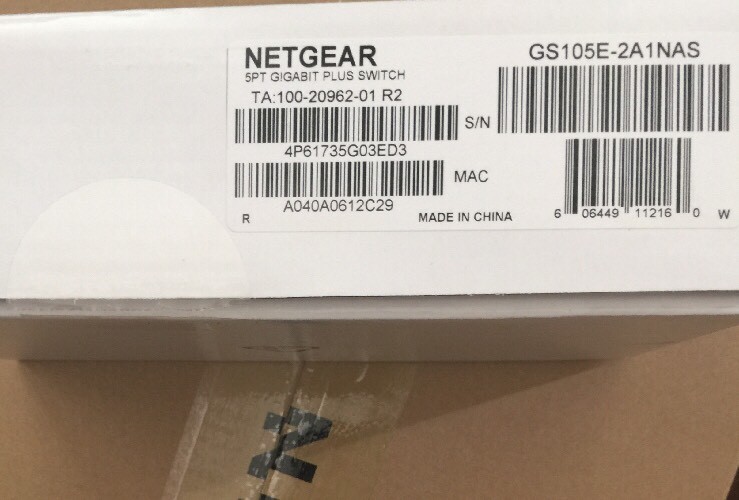 NETGEAR
5PT GIGABIT PLUS SWITCH
TA:100-20962-01 R2
S/N
4P61735G03ED3
MAC
A040A0612C29
R
MADE IN CHINA
GS105E-2A1NAS
6 06449 11216 0 W